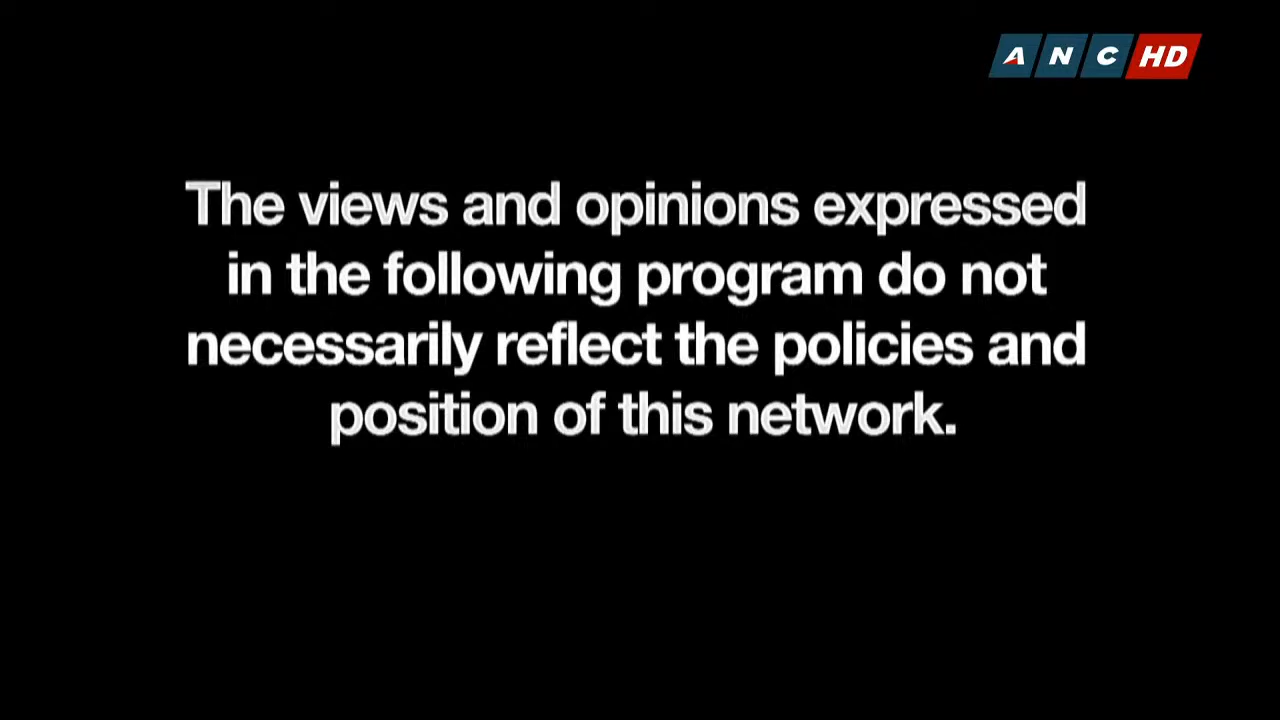 ANC HD
The views and opinions expressed
in the following program do not
necessarily reflect the policies and
position of this network.